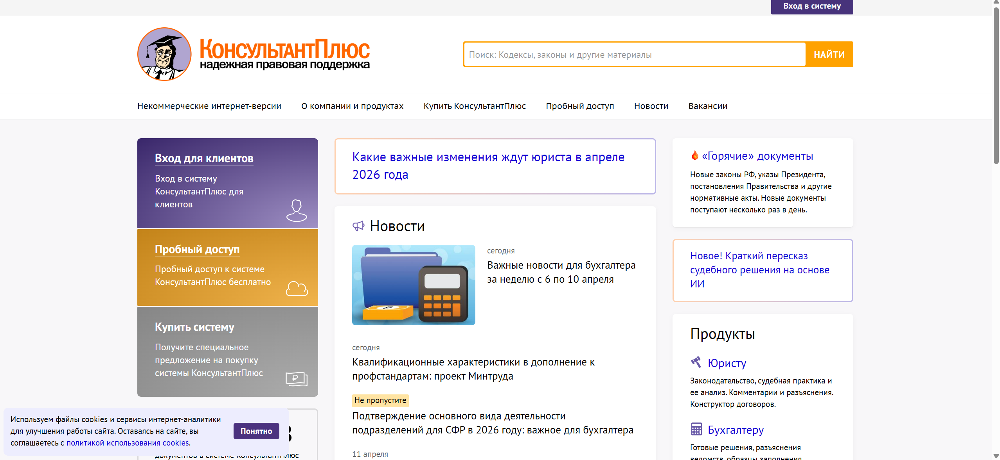 Вход в систему
КонсультантПлюс
надежная правовая поддержка
Поиск: Кодексы, законы и другие материалы
НАЙТИ
Некоммерческие интернет-версии
О компании и продуктах
Купить КонсультантПлюс
Пробный доступ
Новости
Вакансии
Вход для клиентов
Вход в систему
КонсультантПлюс для
клиентов
Пробный доступ
Пробный доступ к системе
КонсультантПлюс бесплатно
Купить систему
Получите специальное
предложение на покупку
системы КонсультантПлюс
₽
документов в системе КонсультантПлюс
Какие важные изменения ждут юриста в апреле
2026 года
Новости
сегодня
Важные новости для бухгалтера
за неделю с 6 по 10 апреля
сегодня
Квалификационные характеристики в дополнение к
профстандартам: проект Минтруда
Не пропустите
Подтверждение основного вида деятельности
подразделений для СФР в 2026 году: важное для бухгалтера
11 апреля
«Горячие» документы
Новые законы РФ, указы Президента,
постановления Правительства и другие
нормативные акты. Новые документы
поступают несколько раз в день.
Новое! Краткий пересказ
судебного решения на основе
ИИ
Продукты
Юристу
Законодательство, судебная практика и
ее анализ. Комментарии и разъяснения.
Конструктор договоров.
Бухгалтеру
Готовые решения, разъяснения
ведомств, образцы заполнения
Используем файлы cookies и сервисы интернет-аналитики
для улучшения работы сайта. Оставаясь на сайте, вы
соглашаетесь с политикой использования cookies.
Понятно